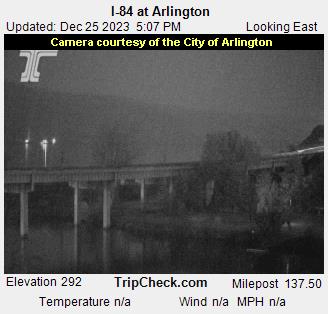 I-84 at Arlington
Updated: Dec 25 2023 5:07 PM Looking East
Camera courtesy of the City of Arlington
Elevation 292 TripCheck.com Milepost 137.50
Temperature n/a Wind n/a MPH n/a